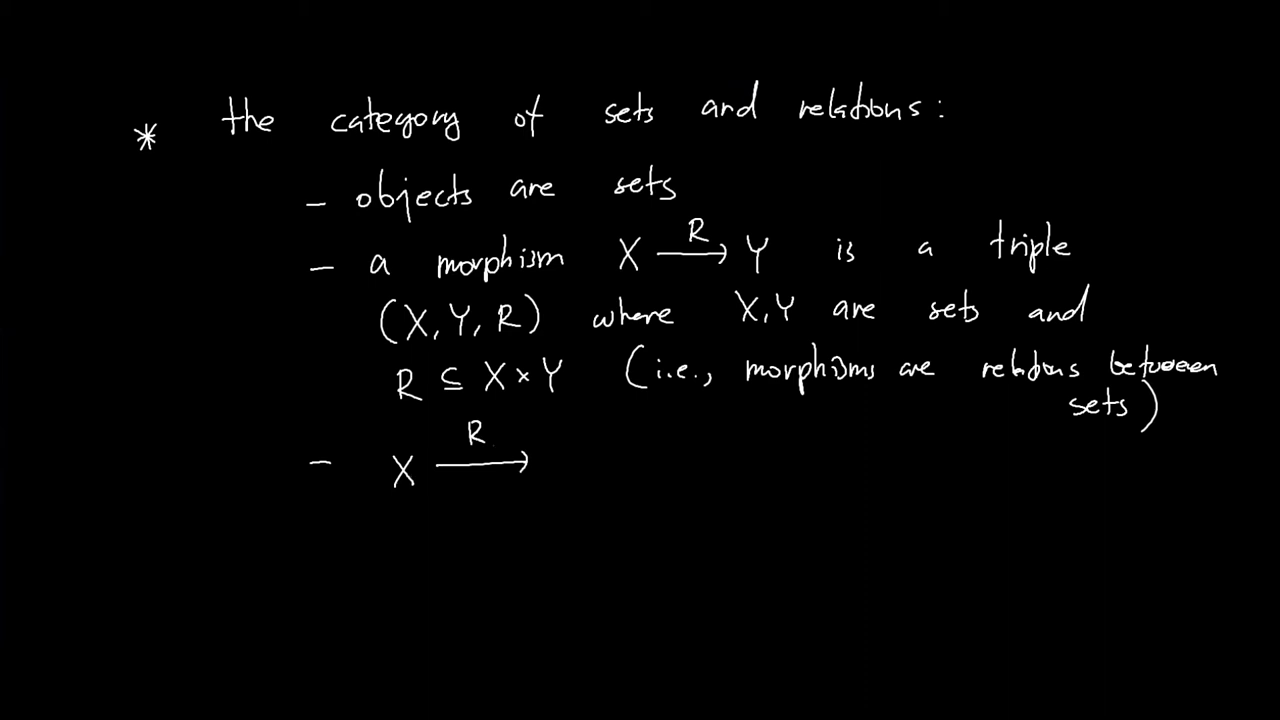 * the category of sets and relations:
- objects are sets
- a morphism X →R Y is a triple
(X, Y, R) where X, Y are sets and
R ⊆ X × Y (i.e., morphisms are relations between
sets)
- X →R